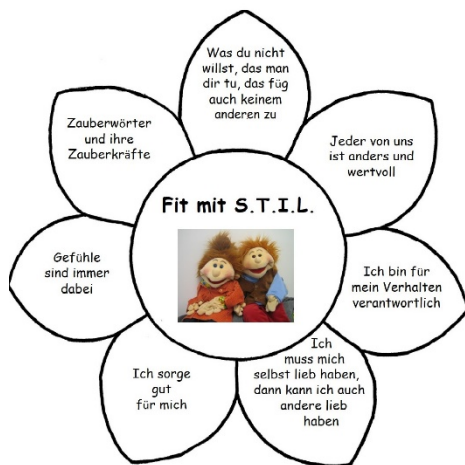 Was du nicht
willst, das man
dir tu, das füg
auch keinem
anderen zu
Jeder von uns
ist anders und
wertvoll
Ich bin für
mein Verhalten
verantwortlich
Ich
muss mich
selbst lieb haben,
dann kann ich auch
andere lieb
haben
Ich sorge
gut
für mich
Gefühle
sind immer
dabei
Zauberwörter
und ihre
Zauberkräfte
Fit mit S.T.I.L.